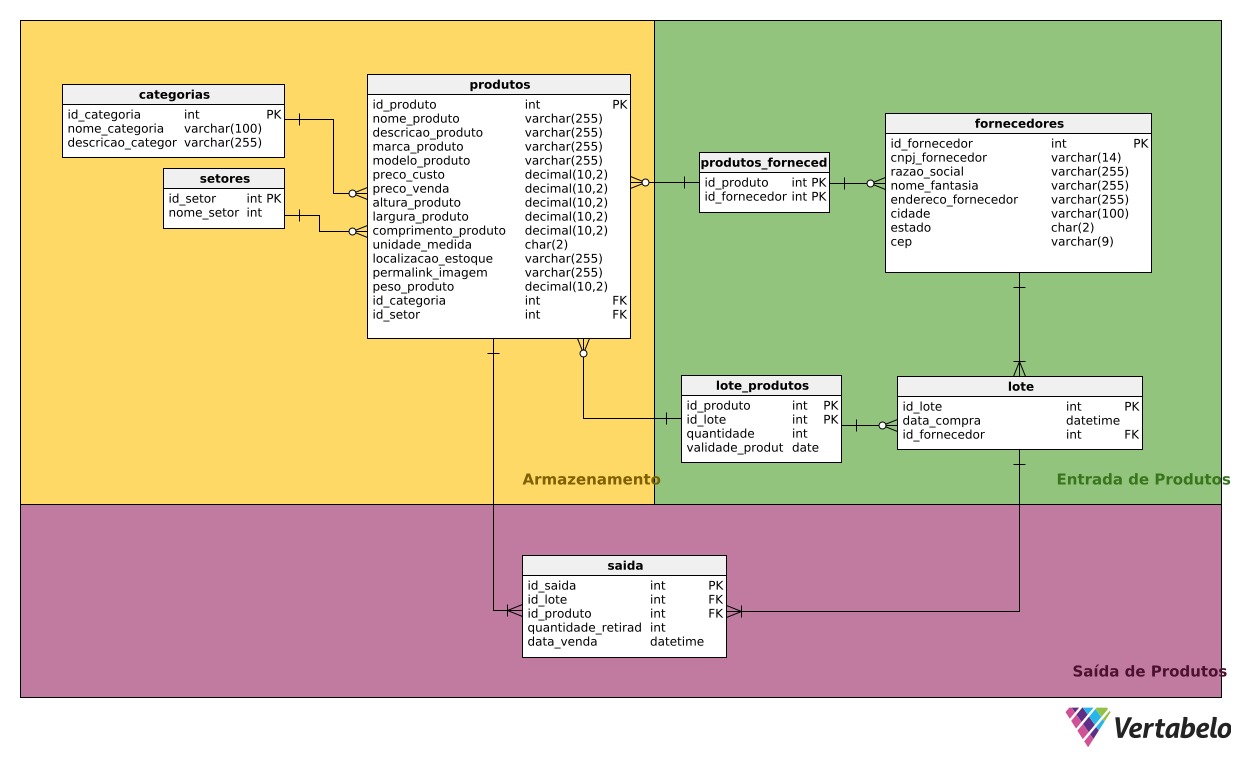 categorias
id_categoria int PK
nome_categoria varchar(100)
descricao_categor varchar(255)
setores
id_setor int PK
nome_setor int
produtos
id_produto int PK
nome_produto varchar(255)
descricao_produto varchar(255)
marca_produto varchar(255)
modelo_produto varchar(255)
preco_custo decimal(10,2)
preco_venda decimal(10,2)
altura_produto decimal(10,2)
largura_produto decimal(10,2)
comprimento_produto decimal(10,2)
unidade_medida char(2)
localizacao_estoque varchar(255)
permalink_imagem varchar(255)
peso_produto decimal(10,2)
id_categoria int FK
id_setor int FK
produtos_forneced
id_produto int PK
id_fornecedor int PK
fornecedores
id_fornecedor int PK
cnpj_fornecedor varchar(14)
razao_social varchar(255)
nome_fantasia varchar(255)
endereco_fornecedor varchar(255)
cidade varchar(100)
estado char(2)
cep varchar(9)
lote_produtos
id_produto int PK
id_lote int PK
quantidade int
validade_produt date
lote
id_lote int PK
data_compra datetime
id_fornecedor int FK
Armazenamento
Entrada de Produtos
saida
id_saida int PK
id_lote int FK
id_produto int FK
quantidade_retirad int
data_venda datetime
Saída de Produtos
Vertabelo